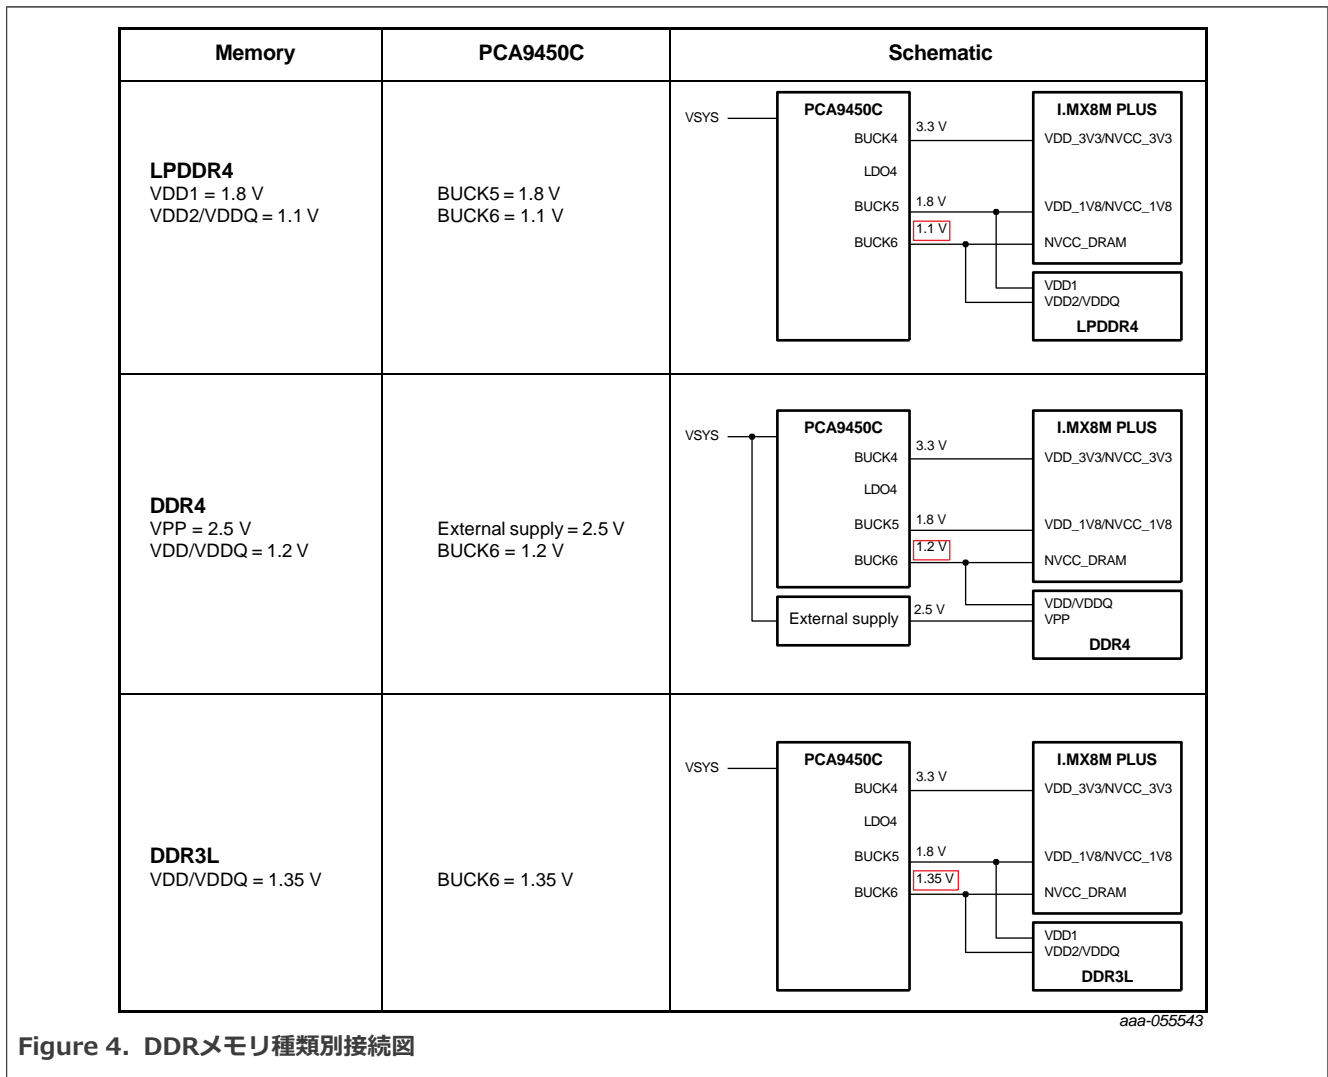 Memory
PCA9450C
Schematic
LPDDR4
VDD1 = 1.8 V
VDD2/VDDQ = 1.1 V
BUCK5 = 1.8 V
BUCK6 = 1.1 V
VSYS
PCA9450C
BUCK4
LDO4
BUCK5
BUCK6
3.3 V
1.8 V
1.1 V
I.MX8M PLUS
VDD_3V3/NVCC_3V3
VDD_1V8/NVCC_1V8
NVCC_DRAM
VDD1
VDD2/VDDQ
LPDDR4
DDR4
VPP = 2.5 V
VDD/VDDQ = 1.2 V
External supply = 2.5 V
BUCK6 = 1.2 V
VSYS
PCA9450C
BUCK4
LDO4
BUCK5
BUCK6
External supply
3.3 V
1.8 V
1.2 V
2.5 V
I.MX8M PLUS
VDD_3V3/NVCC_3V3
VDD_1V8/NVCC_1V8
NVCC_DRAM
VDD/VDDQ
VPP
DDR4
DDR3L
VDD/VDDQ = 1.35 V
BUCK6 = 1.35 V
VSYS
PCA9450C
BUCK4
LDO4
BUCK5
BUCK6
3.3 V
1.8 V
1.35 V
I.MX8M PLUS
VDD_3V3/NVCC_3V3
VDD_1V8/NVCC_1V8
NVCC_DRAM
VDD1
VDD2/VDDQ
DDR3L
aaa-055543
Figure 4. DDRメモリ種類別接続図